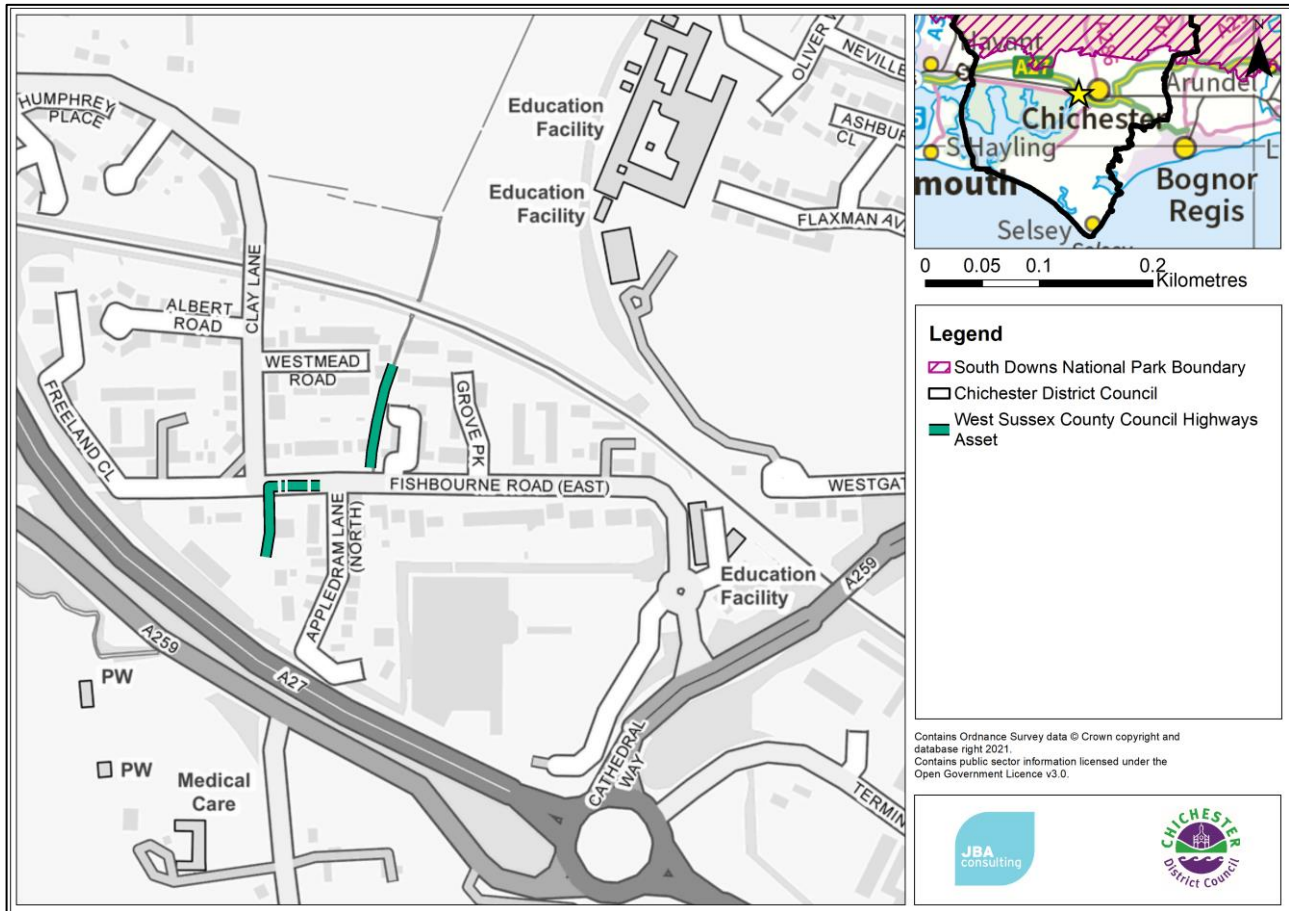 HUMPHREY
PLACE
CLAY LANE
ALBERT
ROAD
WESTMEAD
ROAD
FREELAND CL
GROVE PK
FISHBOURNE ROAD (EAST)
APPLEDRAM LANE
(NORTH)
Education
Facility
Education
Facility
NEVILLE
FLAXMAN AV
WESTGAT
Education
Facility
A259
A259
A27
CATHEDRAL
WAY
TERMIN
PW
PW
Medical
Care
Havant
A27
N
Arundel
Chichester
S Hayling
mouth
Bognor
Regis
Selsey
0 0.05 0.1 0.2
Kilometres
Legend
South Downs National Park Boundary
Chichester District Council
West Sussex County Council Highways
Asset
Contains Ordnance Survey data © Crown copyright and
database right 2021.
Contains public sector information licensed under the
Open Government Licence v3.0.
JBA
consulting
CHICHESTER
District Council